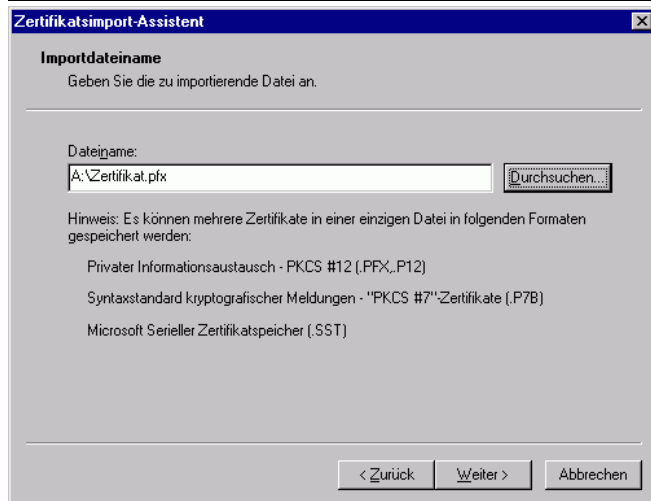 Zertifikatsimport-Assistent
Importdateiname
Geben Sie die zu importierende Datei an.
Dateiname:
A:\Zertifikat.pfx
Durchsuchen...
Hinweis: Es können mehrere Zertifikate in einer einzigen Datei in folgenden Formaten
gespeichert werden:
Privater Informationsaustausch - PKCS #12 (.PFX,.P12)
Syntaxstandard kryptografischer Meldungen - "PKCS #7"-Zertifikate (.P7B)
Microsoft Serieller Zertifikatspeicher (.SST)
< Zurück
Weiter >
Abbrechen